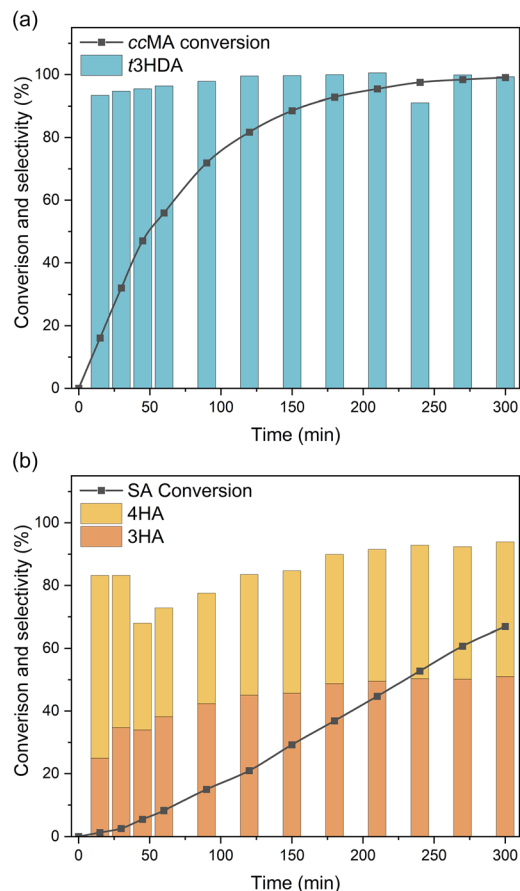 (a)
ccMA conversion
t3HDA
100
80
60
40
20
0
Converison and selectivity (%)
0 50 100 150 200 250 300
Time (min)
(b)
SA Conversion
4HA
3HA
100
80
60
40
20
0
Converison and selectivity (%)
0 50 100 150 200 250 300
Time (min)